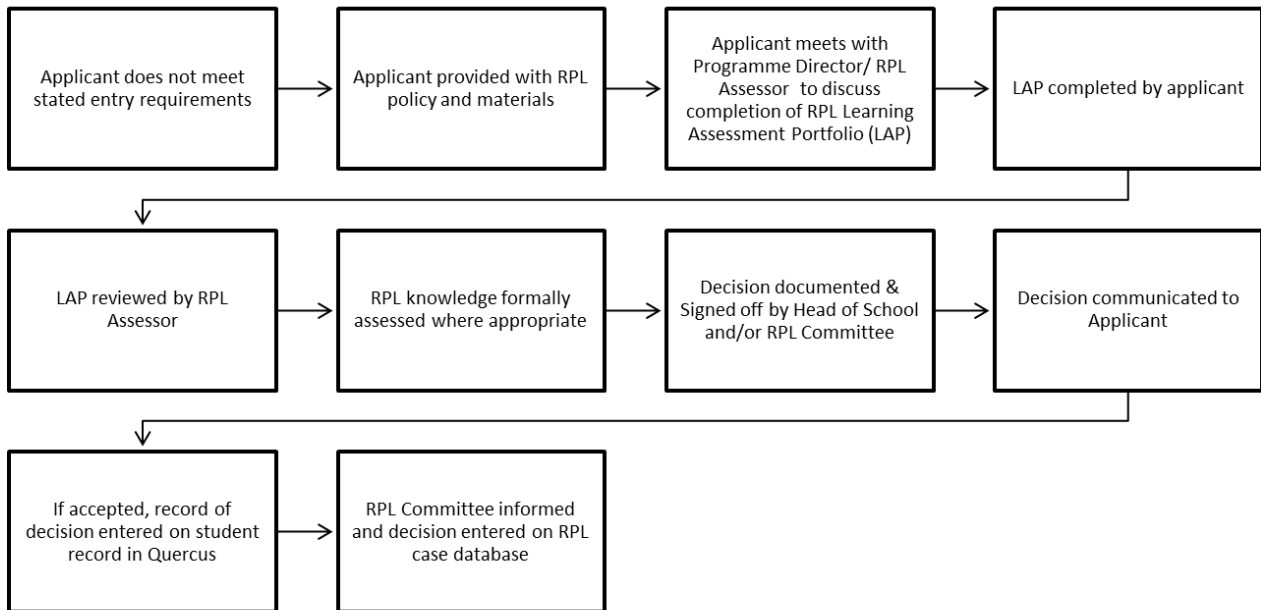 Applicant does not meet
stated entry requirements
Applicant provided with RPL
policy and materials
Applicant meets with
Programme Director/ RPL
Assessor to discuss
completion of RPL Learning
Assessment Portfolio (LAP)
LAP completed by applicant
LAP reviewed by RPL
Assessor
RPL knowledge formally
assessed where appropriate
Decision documented &
Signed off by Head of School
and/or RPL Committee
Decision communicated to
Applicant
If accepted, record of
decision entered on student
record in Quercus
RPL Committee informed
and decision entered on RPL
case database